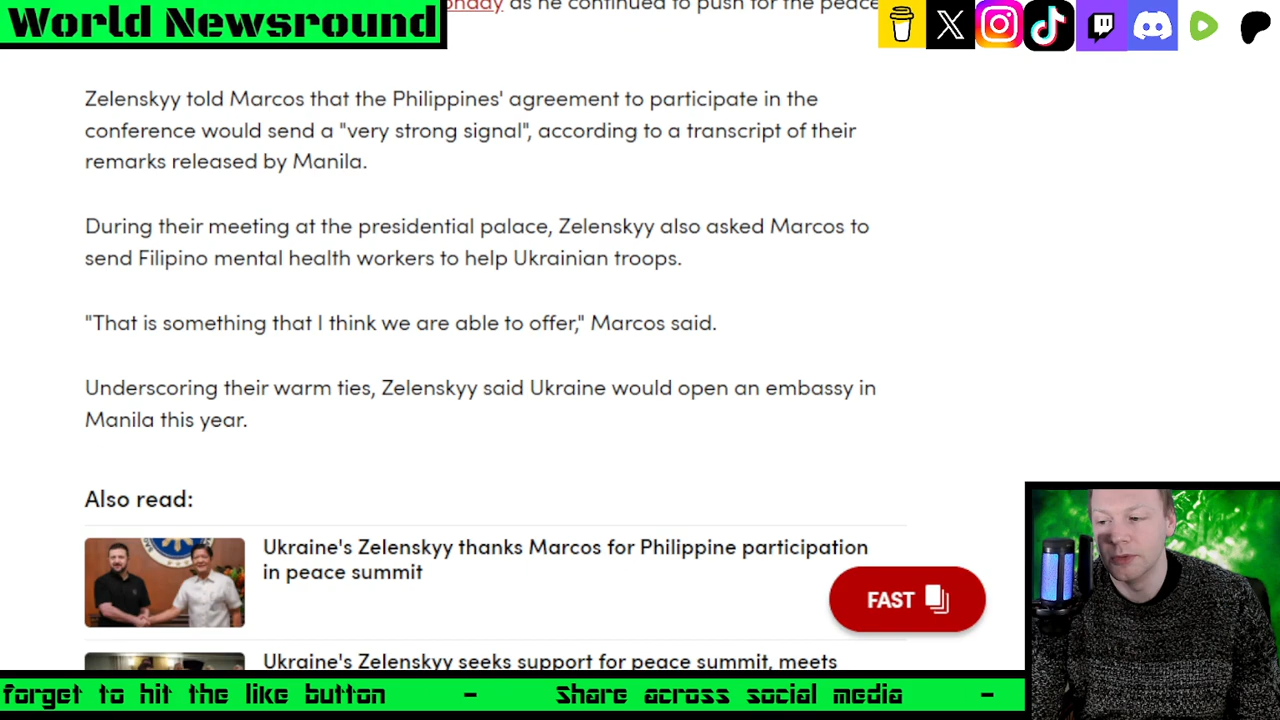 World Newsround
onday as he continued to push for the peace
Zelenskyy told Marcos that the Philippines' agreement to participate in the
conference would send a "very strong signal", according to a transcript of their
remarks released by Manila.
During their meeting at the presidential palace, Zelenskyy also asked Marcos to
send Filipino mental health workers to help Ukrainian troops.
"That is something that I think we are able to offer," Marcos said.
Underscoring their warm ties, Zelenskyy said Ukraine would open an embassy in
Manila this year.
Also read:
Ukraine's Zelenskyy thanks Marcos for Philippine participation
in peace summit
FAST
Ukraine's Zelenskyy seeks support for peace summit, meets
forget to hit the like button - Share across social media -